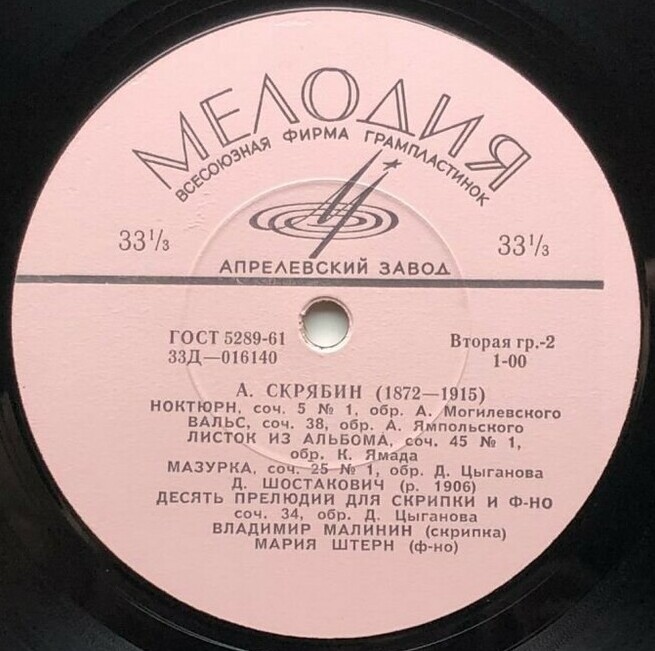 МЕЛОДИЯ
ВСЕСОЮЗНАЯ ФИРМА ГРАМПЛАСТИНОК
33⅓ 33⅓
АПРЕЛЕВСКИЙ ЗАВОД
ГОСТ 5289-61 Вторая гр.-2
33Д—016140 1-00
А. СКРЯБИН (1872—1915)
НОКТЮРН, соч. 5 № 1, обр. А. Могилевского
ВАЛЬС, соч. 38, обр. А. Ямпольского
ЛИСТОК ИЗ АЛЬБОМА, соч. 45 № 1,
обр. К. Ямада
МАЗУРКА, соч. 25 № 1, обр. Д. Цыганова
Д. ШОСТАКОВИЧ (р. 1906)
ДЕСЯТЬ ПРЕЛЮДИЙ ДЛЯ СКРИПКИ И Ф-НО
соч. 34, обр. Д. Цыганова
ВЛАДИМИР МАЛИНИН (скрипка)
МАРИЯ ШТЕРН (ф-но)